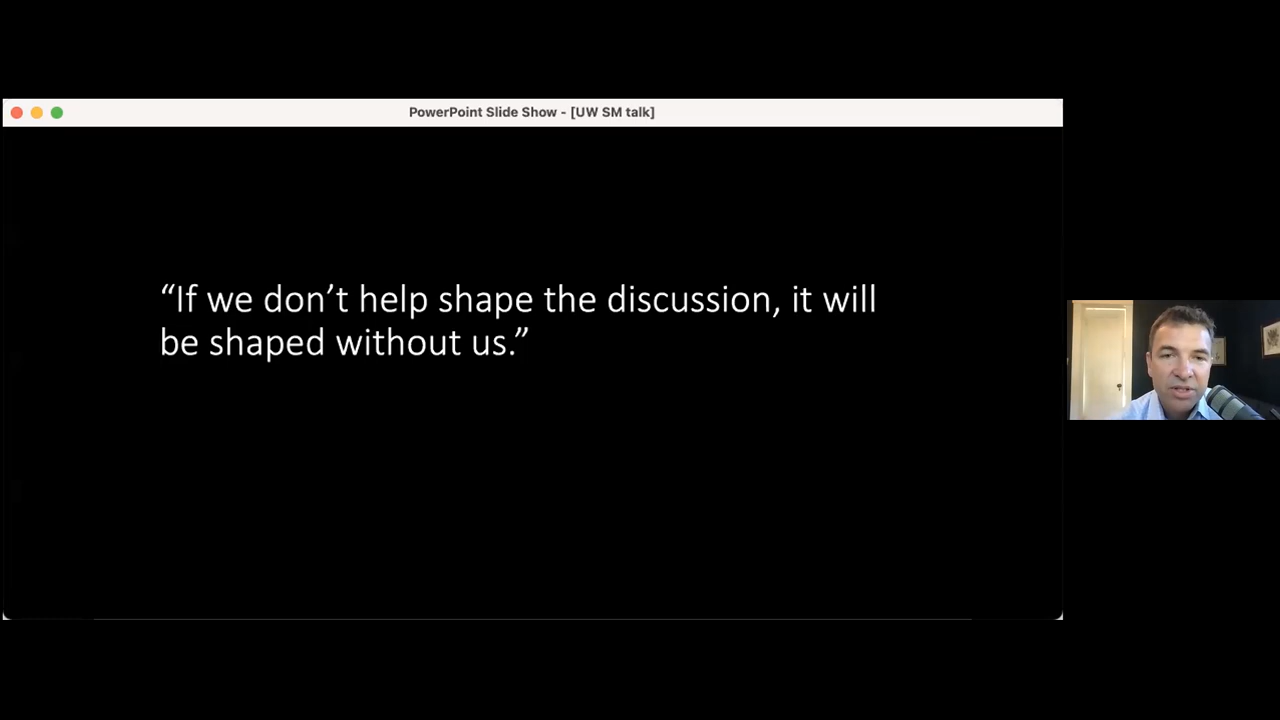 PowerPoint Slide Show - [UW SM talk]
“If we don’t help shape the discussion, it will
be shaped without us.”